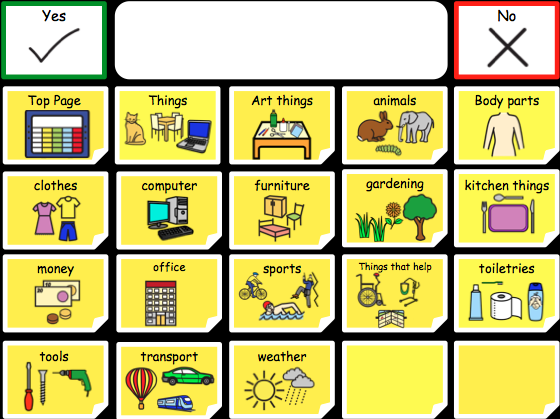 Yes
No
Top Page
Things
Art things
animals
Body parts
clothes
computer
furniture
gardening
kitchen things
money
office
sports
Things that help
toiletries
tools
transport
weather